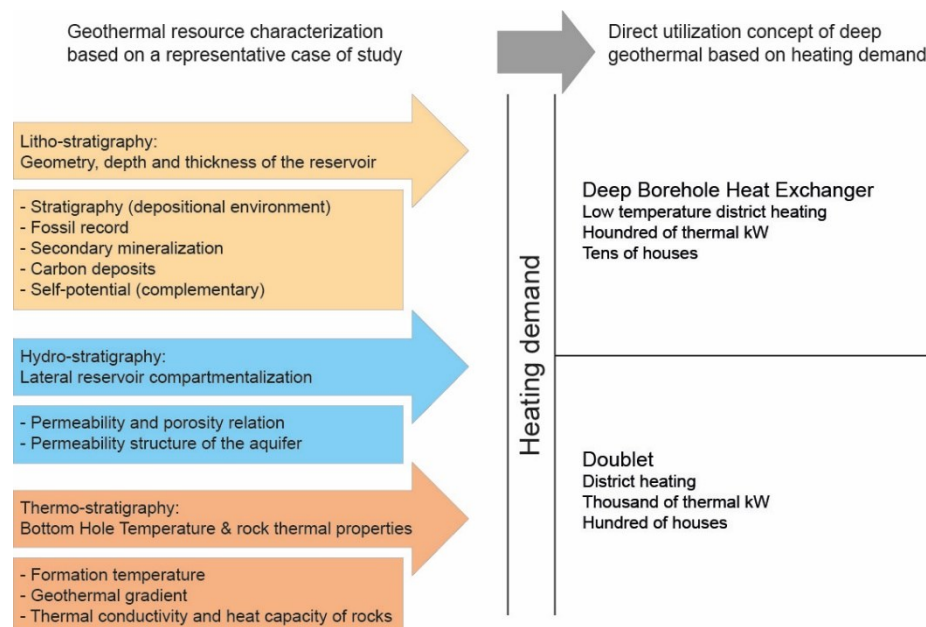 Geothermal resource characterization
based on a representative case of study
Direct utilization concept of deep
geothermal based on heating demand
Litho-stratigraphy:
Geometry, depth and thickness of the reservoir
- Stratigraphy (depositional environment)
- Fossil record
- Secondary mineralization
- Carbon deposits
- Self-potential (complementary)
Hydro-stratigraphy:
Lateral reservoir compartmentalization
- Permeability and porosity relation
- Permeability structure of the aquifer
Thermo-stratigraphy:
Bottom Hole Temperature & rock thermal properties
- Formation temperature
- Geothermal gradient
- Thermal conductivity and heat capacity of rocks
Heating demand
Deep Borehole Heat Exchanger
Low temperature district heating
Houndred of thermal kW
Tens of houses
Doublet
District heating
Thousand of thermal kW
Hundred of houses